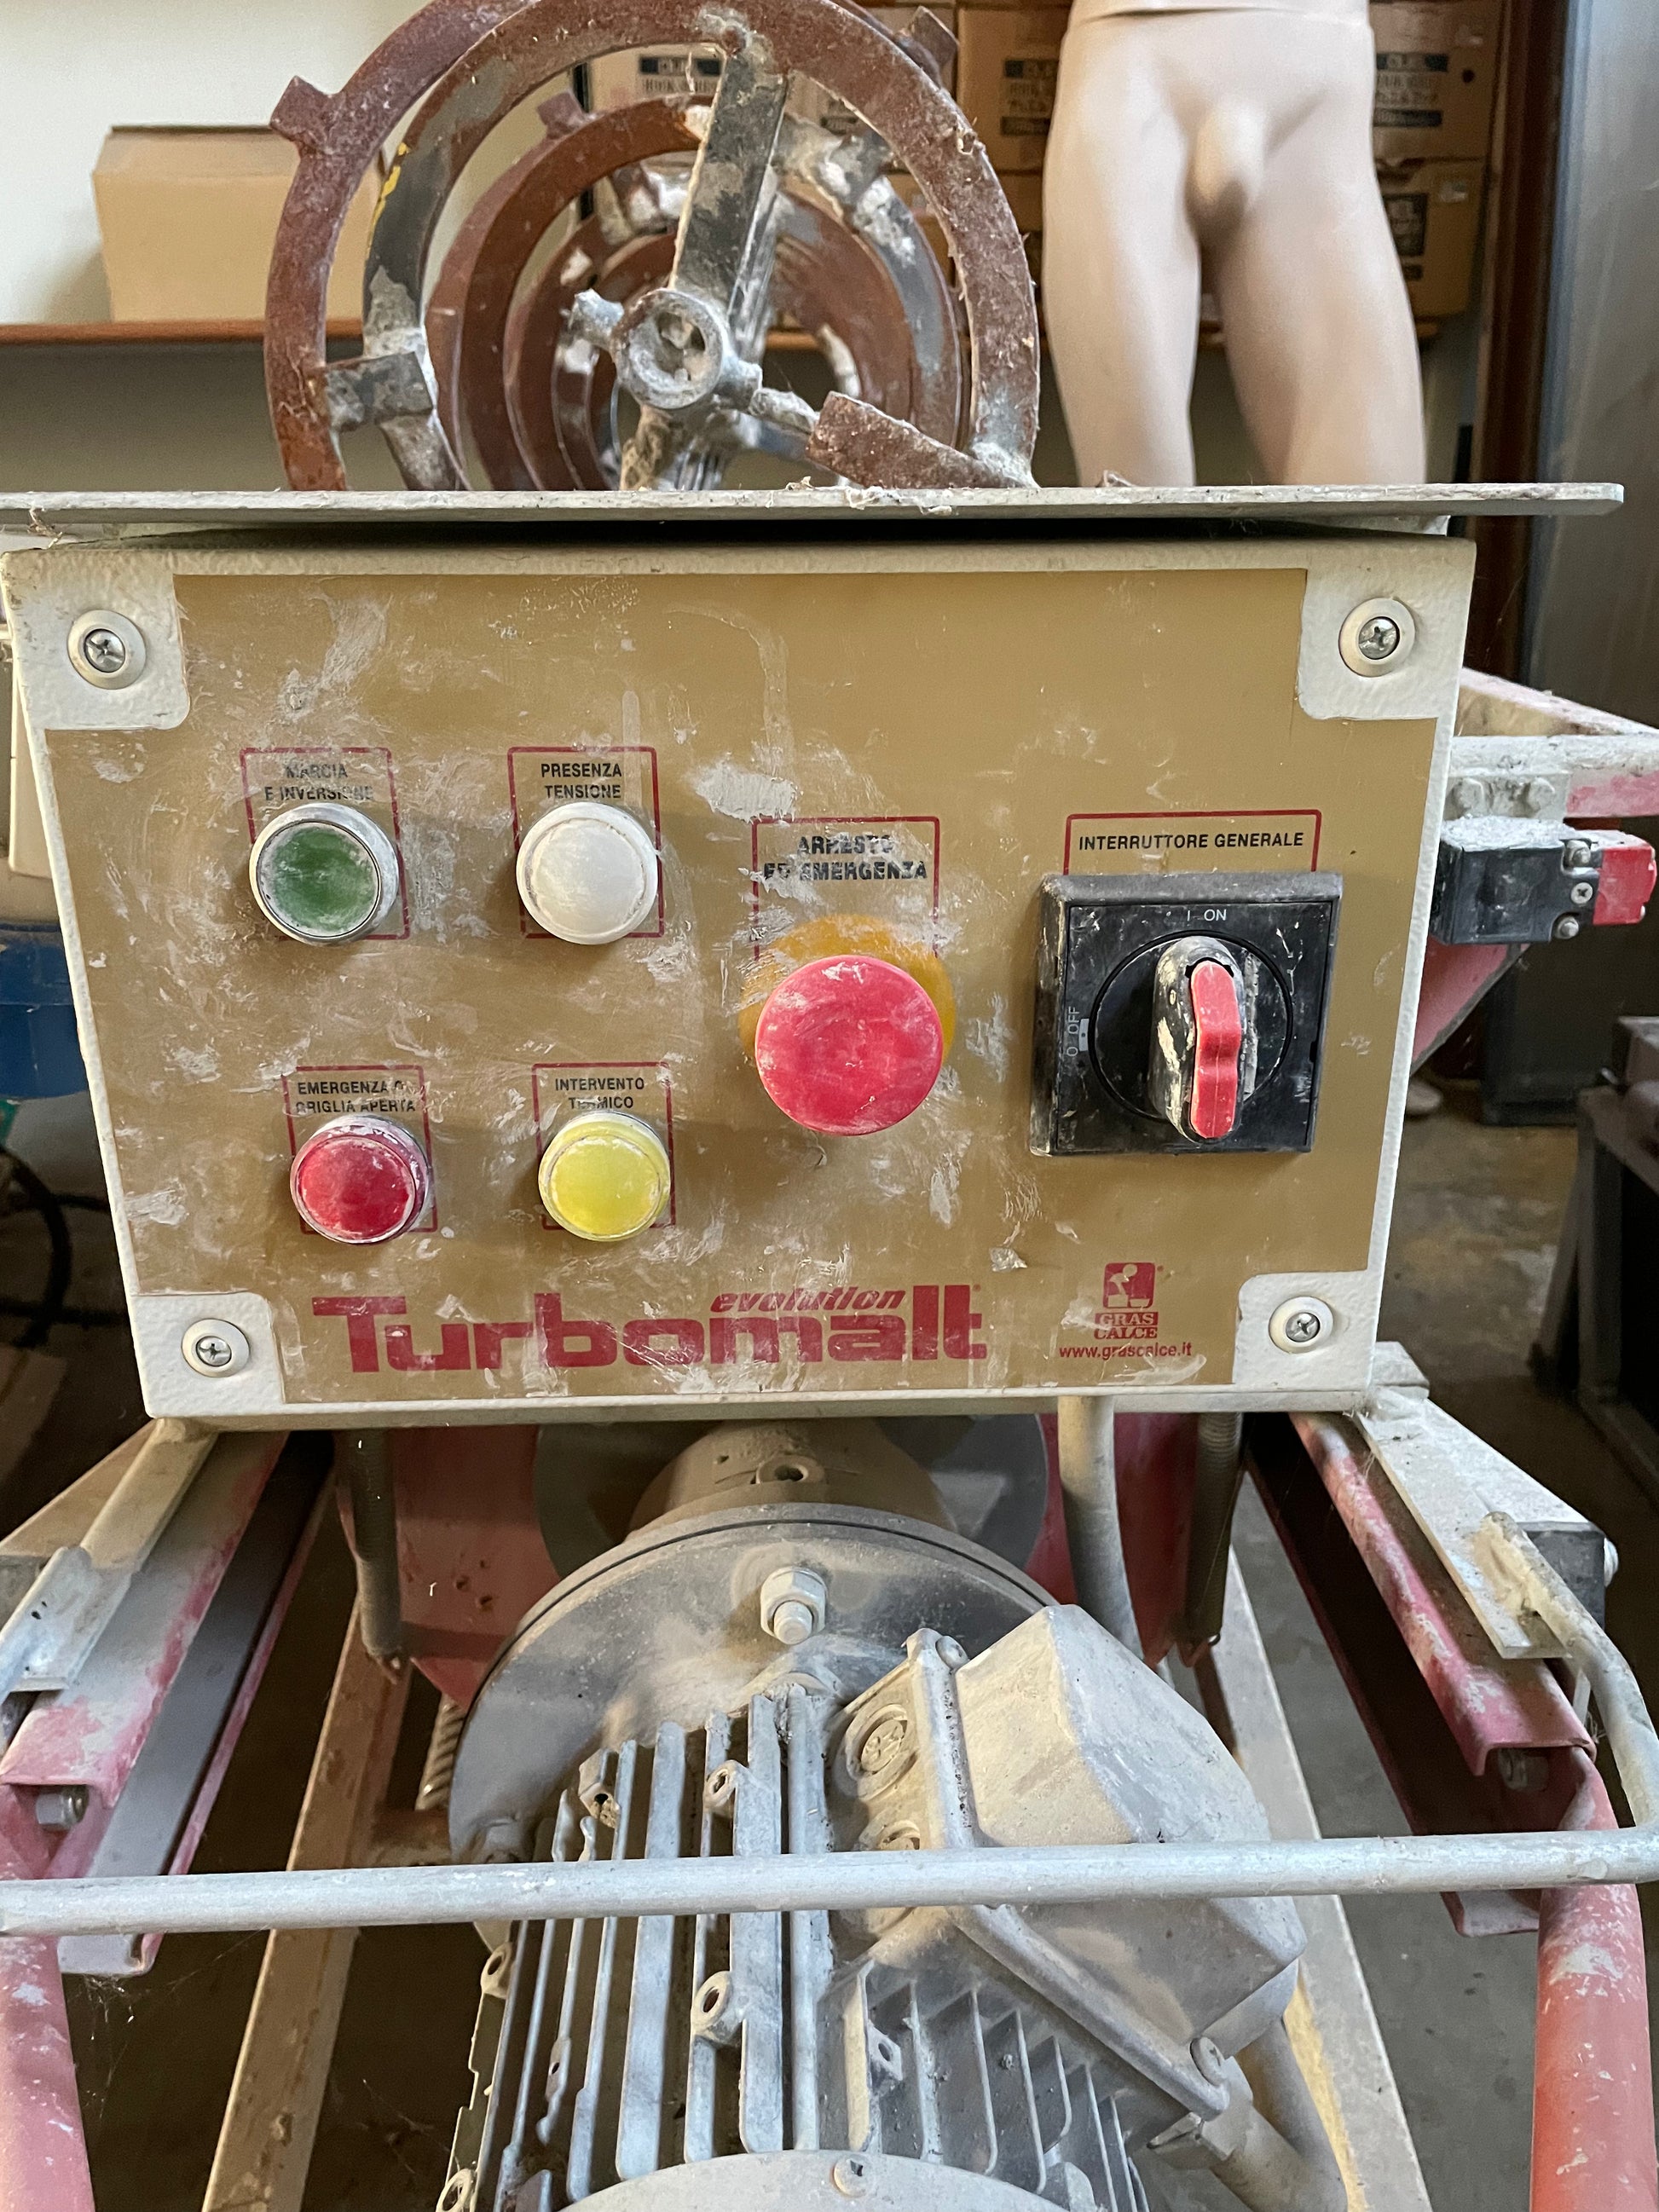 MARCIA
E INVERSIONE
PRESENZA
TENSIONE
ARRESTO
ED EMERGENZA
INTERRUTTORE GENERALE
I ON
O OFF
EMERGENZA O
GRIGLIA APERTA
INTERVENTO
TERMICO
evolution
Turbomalt
GRAS
CALCE
www.grascalce.it